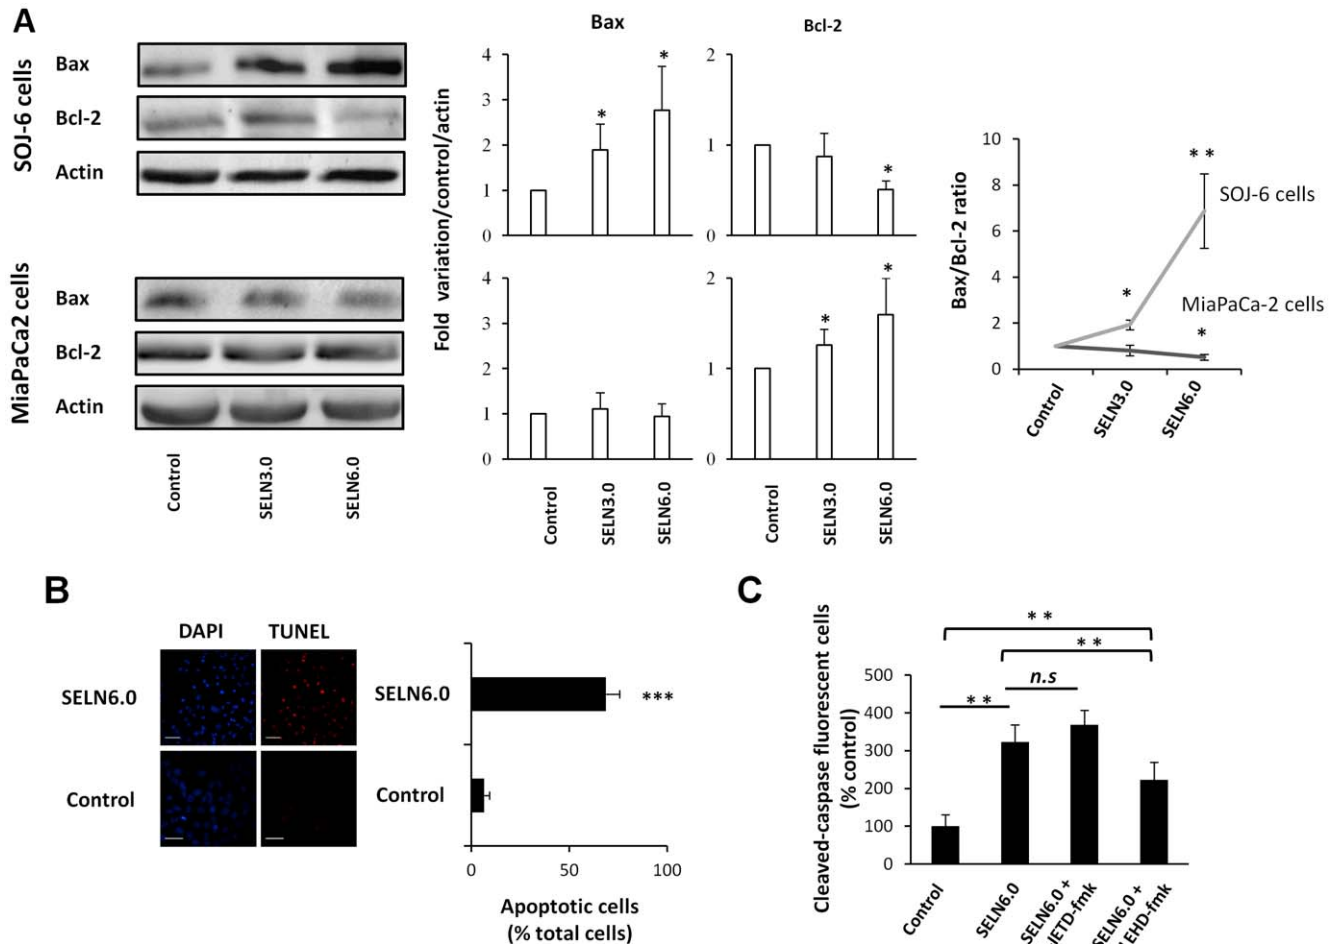 A
SOJ-6 cells
Bax
Bcl-2
Actin
MiaPaCa2 cells
Bax
Bcl-2
Actin
Control
SELN3.0
SELN6.0
Fold variation/control/actin
Bax
4
3
2
1
0
*
*
Bcl-2
2
1
0
*
4
3
2
1
0
Control
SELN3.0
SELN6.0
2
1
0
*
*
Control
SELN3.0
SELN6.0
Bax/Bcl-2 ratio
10
8
6
4
2
0
* *
SOJ-6 cells
*
MiaPaCa-2 cells
*
Control
SELN3.0
SELN6.0
B
DAPI
TUNEL
SELN6.0
Control
SELN6.0
***
Control
0
50
100
Apoptotic cells
(% total cells)
C
Cleaved-caspase fluorescent cells
(% control)
* *
* *
n.s
* *
500
400
300
200
100
0
Control
SELN6.0
SELN6.0 +
IETD-fmk
SELN6.0 +
LEHD-fmk